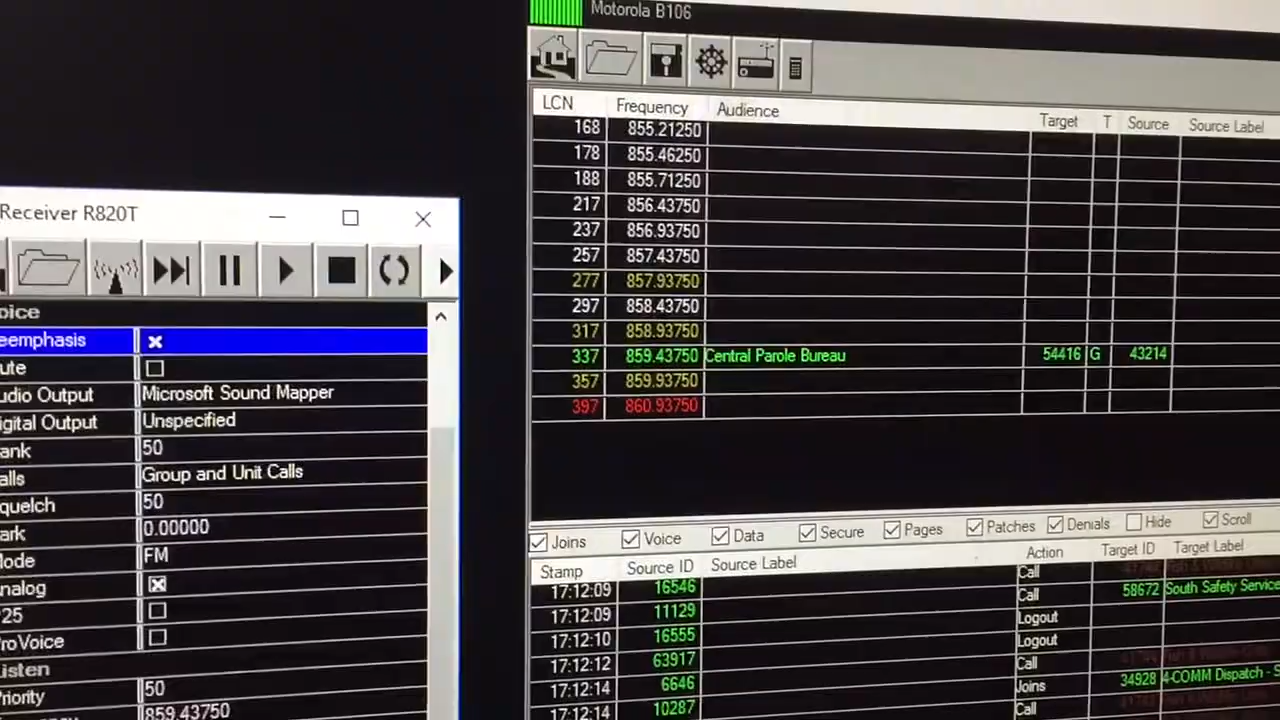 Motorola B106
LCN Frequency Audience Target T Source Source Label
168 855.21250
178 855.46250
188 855.71250
217 856.43750
237 856.93750
257 857.43750
277 857.93750
297 858.43750
317 858.93750
337 859.43750 Central Parole Bureau 54416 G 43214
357 859.93750
397 860.93750
Joins Voice Data Secure Pages Patches Denials Hide Scroll
Stamp Source ID Source Label Action Target ID Target Label
Call
17:12:09 16546 Call 58672 South Safety Service
17:12:09 11129 Logout
17:12:10 16555 Logout
17:12:12 63917 Call
17:12:14 6646 Joins 34928 4-COMM Dispatch - S
17:12:14 10287 Call
Receiver R820T
oice
eemphasis
ute
udio Output Microsoft Sound Mapper
igital Output Unspecified
ank 50
alls Group and Unit Calls
quelch 50
ark 0.00000
lode FM
nalog
25
roVoice
isten
riority 50
859.43750